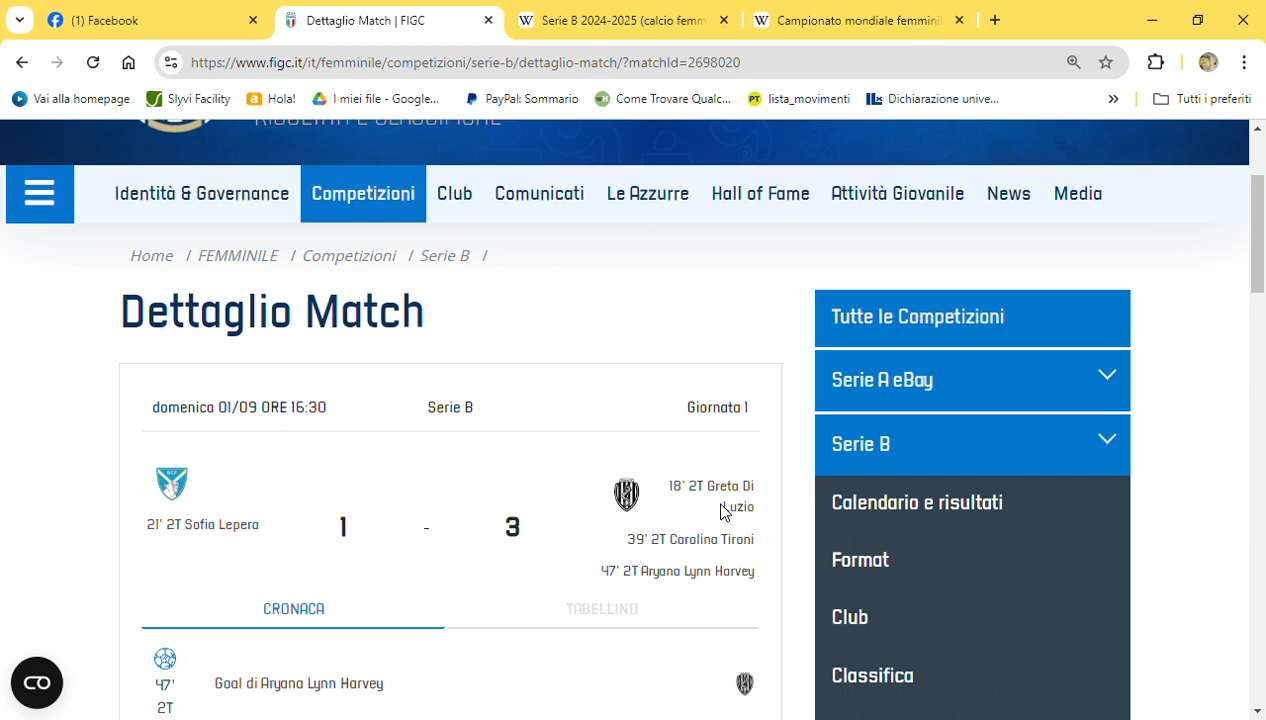 (1) Facebook
Dettaglio Match | FIGC
Serie B 2024-2025 (calcio femm
Campionato mondiale femminil
https://www.figc.it/it/femminile/competizioni/serie-b/dettaglio-match/?matchId=2698020
Vai alla homepage
Slyvi Facility
Hola!
I miei file - Google...
PayPal: Sommario
Come Trovare Qualc...
lista_movimenti
Dichiarazione unive...
»
Tutti i preferiti
RISULTATI E CLASSIFICHE
Identità & Governance
Competizioni
Club
Comunicati
Le Azzurre
Hall of Fame
Attività Giovanile
News
Media
Home / FEMMINILE / Competizioni / Serie B /
Dettaglio Match
domenica 01/09 ORE 16:30
Serie B
Giornata 1
21' 2T Sofia Lepera
1 - 3
18' 2T Greta Di
Luzio
39' 2T Carolina Tironi
47' 2T Aryana Lynn Harvey
CRONACA
TABELLINO
47'
2T
Goal di Aryana Lynn Harvey
Tutte le Competizioni
Serie A eBay
Serie B
Calendario e risultati
Format
Club
Classifica